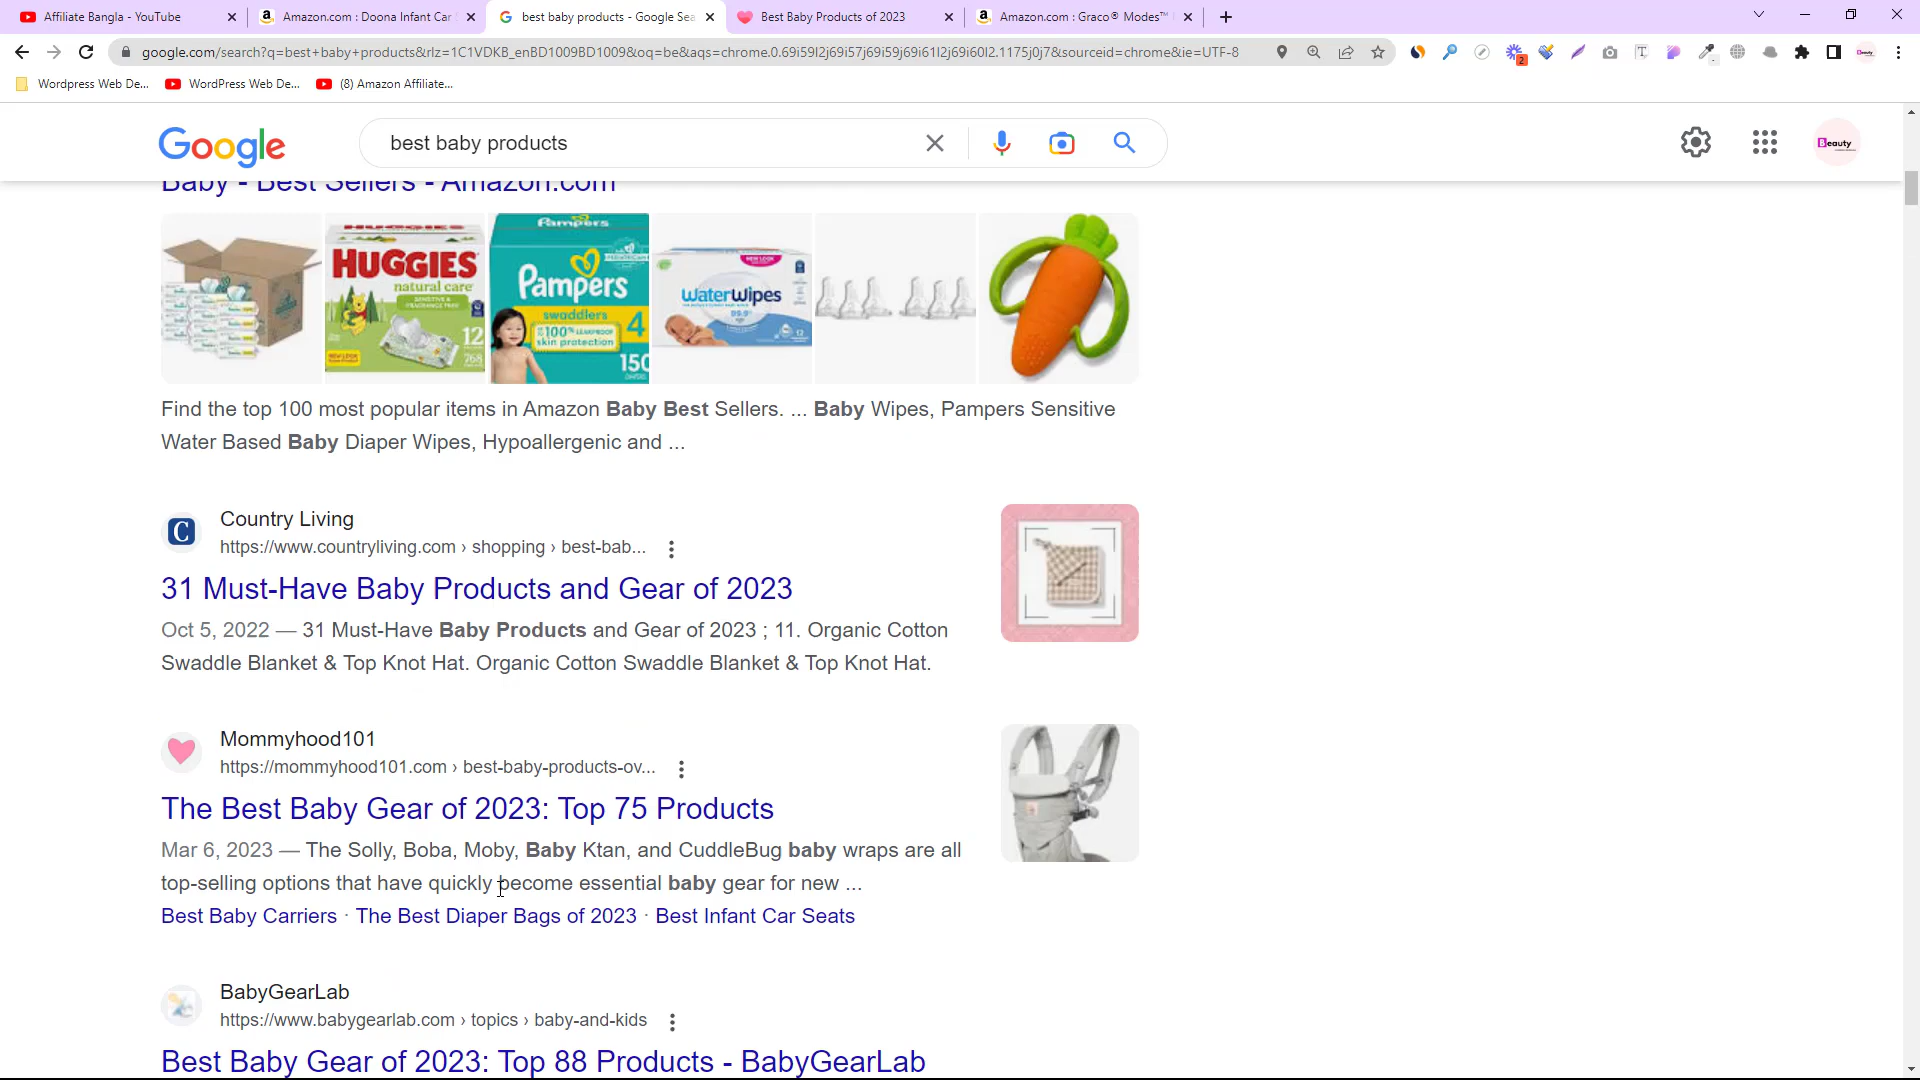 Affiliate Bangla - YouTube
Amazon.com : Doona Infant Car
best baby products - Google Sea
Best Baby Products of 2023
Amazon.com : Graco® Modes™
google.com/search?q=best+baby+products&rlz=1C1VDKB_enBD1009BD1009&oq=be&aqs=chrome.0.69i59l2j69i57j69i59j69i61l2j69i60l2.1175j0j7&sourceid=chrome&ie=UTF-8
2
Wordpress Web De...
WordPress Web De...
(8) Amazon Affiliate...
Google
best baby products
Beauty
Baby - Best Sellers - Amazon.com
HUGGIES
natural care
SENSITIVE & FRAGRANCE FREE
12
768
Pampers
Pampers
swaddlers
100% LEAKPROOF
skin protection
4
150
WaterWipes
99.9%
Find the top 100 most popular items in Amazon Baby Best Sellers. ... Baby Wipes, Pampers Sensitive
Water Based Baby Diaper Wipes, Hypoallergenic and ...
C
Country Living
https://www.countryliving.com › shopping › best-bab...
31 Must-Have Baby Products and Gear of 2023
Oct 5, 2022 — 31 Must-Have Baby Products and Gear of 2023 ; 11. Organic Cotton
Swaddle Blanket & Top Knot Hat. Organic Cotton Swaddle Blanket & Top Knot Hat.
Mommyhood101
https://mommyhood101.com › best-baby-products-ov...
The Best Baby Gear of 2023: Top 75 Products
Mar 6, 2023 — The Solly, Boba, Moby, Baby Ktan, and CuddleBug baby wraps are all
top-selling options that have quickly become essential baby gear for new ...
Best Baby Carriers · The Best Diaper Bags of 2023 · Best Infant Car Seats
BabyGearLab
https://www.babygearlab.com › topics › baby-and-kids
Best Baby Gear of 2023: Top 88 Products - BabyGearLab